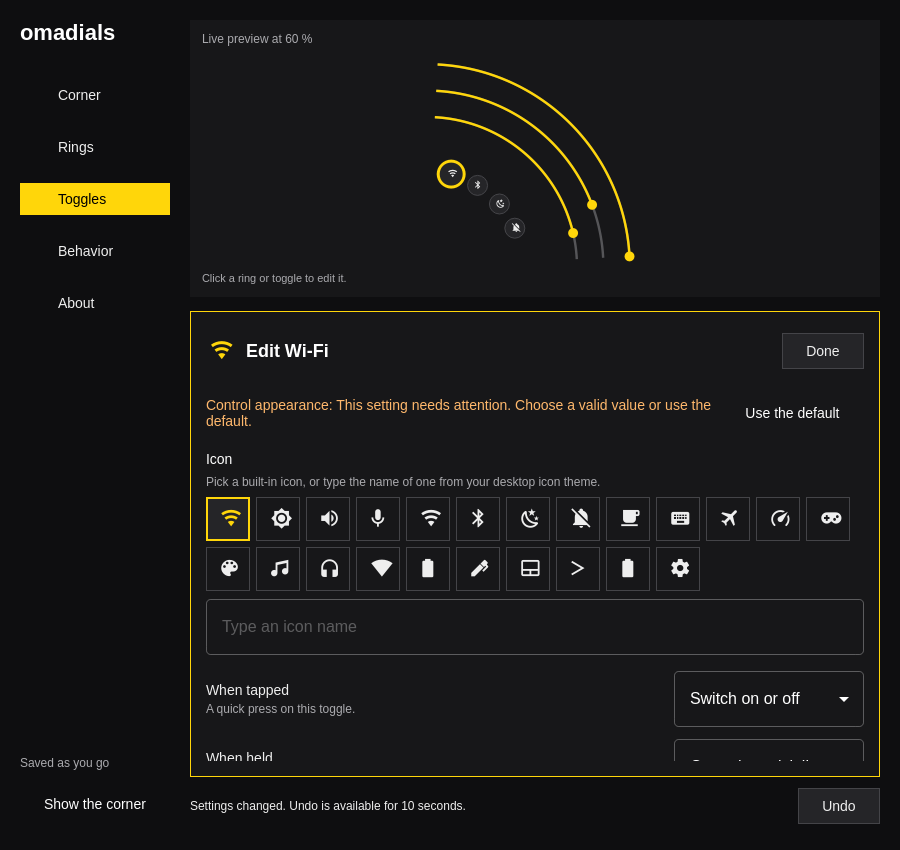 omadials
Corner
Rings
Toggles
Behavior
About
Saved as you go
Show the corner
Live preview at 60 %
Click a ring or toggle to edit it.
Edit Wi-Fi
Done
Control appearance: This setting needs attention. Choose a valid value or use the
default.
Use the default
Icon
Pick a built-in icon, or type the name of one from your desktop icon theme.
Type an icon name
When tapped
A quick press on this toggle.
Switch on or off
When held
Settings changed. Undo is available for 10 seconds.
Undo